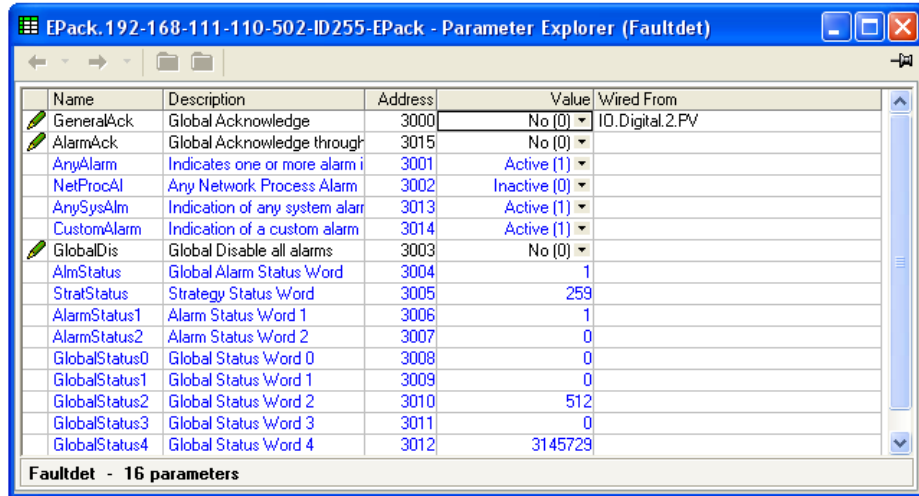 EPack.192-168-111-110-502-ID255-EPack - Parameter Explorer (Faultdet)
Name Description Address Value Wired From
GeneralAck Global Acknowledge 3000 No (0) IO.Digital.2.PV
AlarmAck Global Acknowledge through 3015 No (0)
AnyAlarm Indicates one or more alarm i 3001 Active (1)
NetProcAl Any Network Process Alarm 3002 Inactive (0)
AnySysAlm Indication of any system alarr 3013 Active (1)
CustomAlarm Indication of a custom alarm 3014 Active (1)
GlobalDis Global Disable all alarms 3003 No (0)
AlmStatus Global Alarm Status Word 3004 1
StratStatus Strategy Status Word 3005 259
AlarmStatus1 Alarm Status Word 1 3006 1
AlarmStatus2 Alarm Status Word 2 3007 0
GlobalStatus0 Global Status Word 0 3008 0
GlobalStatus1 Global Status Word 1 3009 0
GlobalStatus2 Global Status Word 2 3010 512
GlobalStatus3 Global Status Word 3 3011 0
GlobalStatus4 Global Status Word 4 3012 3145729
Faultdet - 16 parameters